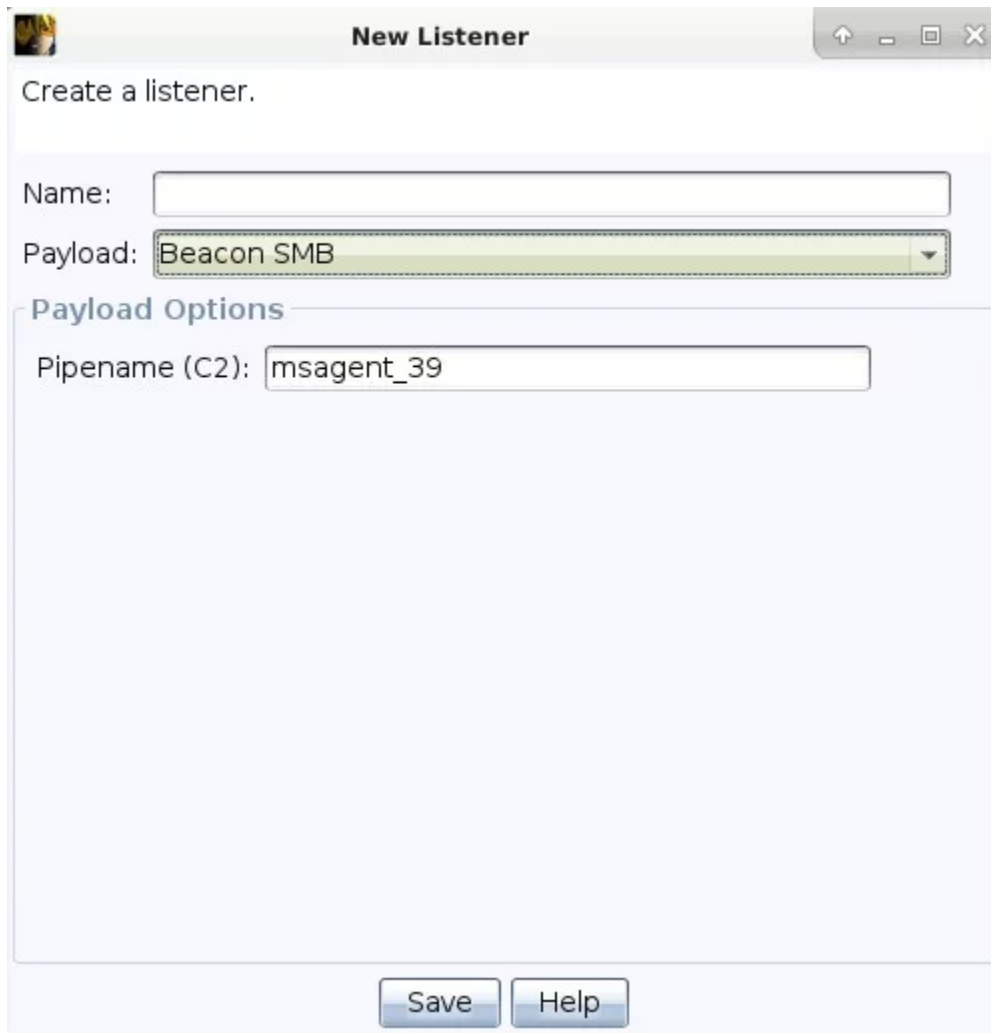 New Listener
Create a listener.
Name:
Payload: Beacon SMB
Payload Options
Pipename (C2): msagent_39
Save Help